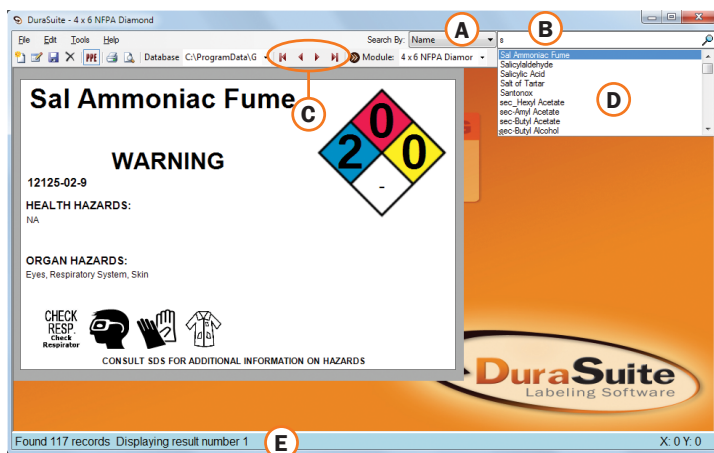 DuraSuite - 4 x 6 NFPA Diamond
File Edit Tools Help Search By: Name A s B
PPE Database C:\ProgramData\G Module: 4 x 6 NFPA Diamor
Sal Ammoniac Fume
Salicylaldehyde
Salicylic Acid
Salt of Tartar
Santonox
sec_Hexyl Acetate
sec-Amyl Acetate
sec-Butyl Acetate
sec-Butyl Alcohol
D
C
Sal Ammoniac Fume
0
2 0
-
WARNING
12125-02-9
HEALTH HAZARDS:
NA
ORGAN HAZARDS:
Eyes, Respiratory System, Skin
CHECK
RESP.
Check
Respirator
CONSULT SDS FOR ADDITIONAL INFORMATION ON HAZARDS
DuraSuite
Labeling Software
Found 117 records Displaying result number 1 E X: 0 Y: 0